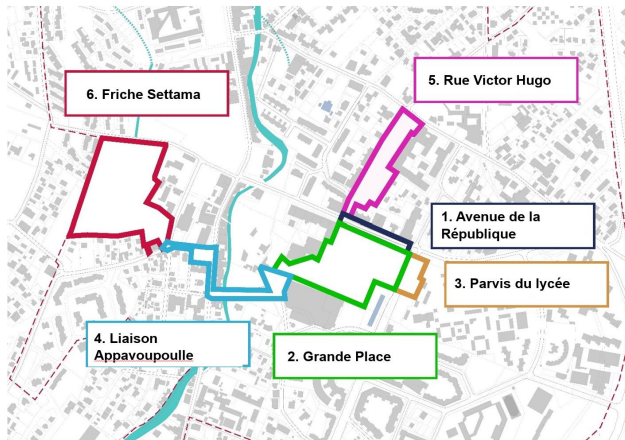 6. Friche Settama
5. Rue Victor Hugo
1. Avenue de la
République
3. Parvis du lycée
4. Liaison
Appavoupoulle
2. Grande Place